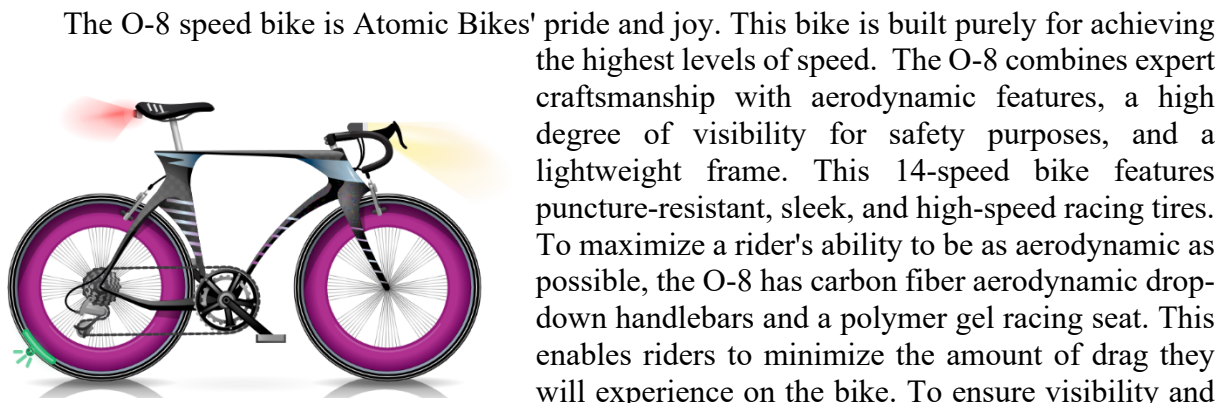 The O-8 speed bike is Atomic Bikes' pride and joy. This bike is built purely for achieving
the highest levels of speed.  The O-8 combines expert
craftsmanship with aerodynamic features, a high
degree of visibility for safety purposes, and a
lightweight frame. This 14-speed bike features
puncture-resistant, sleek, and high-speed racing tires.
To maximize a rider's ability to be as aerodynamic as
possible, the O-8 has carbon fiber aerodynamic drop-
down handlebars and a polymer gel racing seat. This
enables riders to minimize the amount of drag they
will experience on the bike. To ensure visibility and